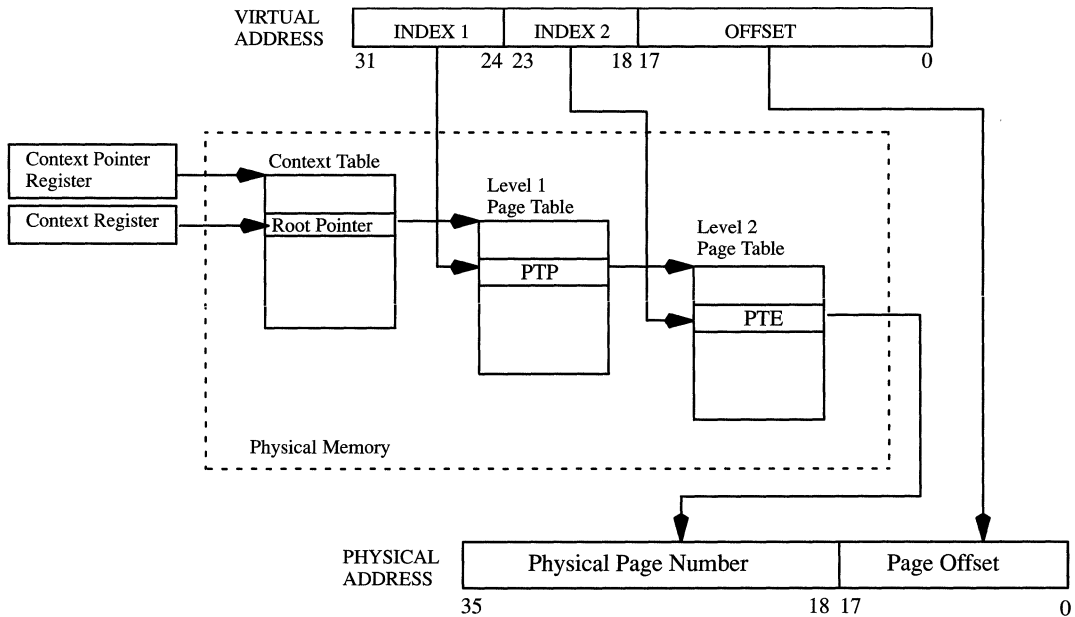 VIRTUAL
ADDRESS
INDEX 1
INDEX 2
OFFSET
31
24
23
18
17
0
Context Pointer
Register
Context Register
Context Table
Root Pointer
Level 1
Page Table
PTP
Level 2
Page Table
PTE
Physical Memory
PHYSICAL
ADDRESS
Physical Page Number
Page Offset
35
18
17
0